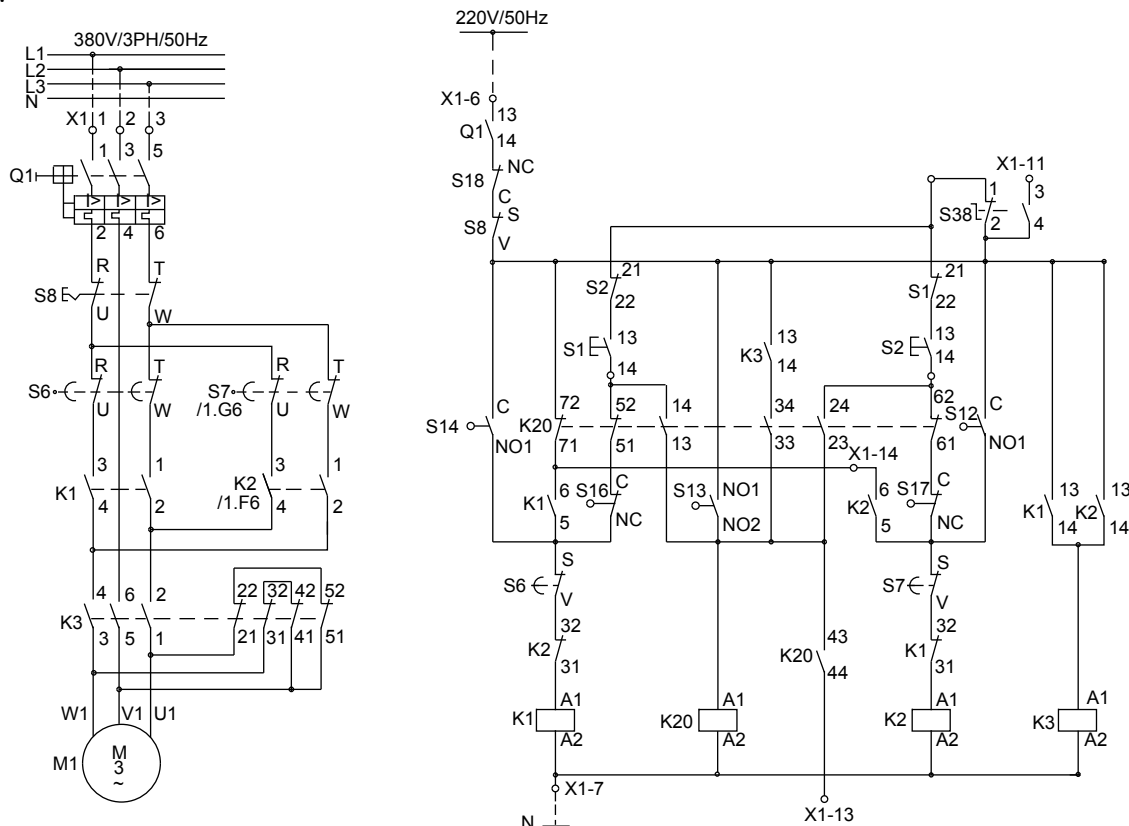 380V/3PH/50Hz
L1
L2
L3
N
X1 1 2 3
1 3 5
Q1
I> I> I>
2 4 6
R T
S8
U W
R T R T
S6 S7
U W /1.G6 U W
3 1 3 1
K1 K2
4 2 /1.F6 4 2
4 6 2 22 32 42 52
K3
3 5 1 21 31 41 51
W1 V1 U1
M1
M
3
~
220V/50Hz
X1-6
13
Q1
14
NC
S18
C
S
S8
V
X1-11
1 3
S38
2 4
21 21
S2 S1
22 22
13 13 13
S1 K3 S2
14 14 14
72 52 14 34 24 62 C
S14 C K20 S12
NO1 71 51 13 33 23 61 NO1
X1-14
6 C NO1 6 C 13 13
K1 S16 S13 K2 S17 K1 K2
5 NC NO2 5 NC 14 14
S S
S6 S7
V V
32 43 32
K2 K20 K1
31 44 31
A1 A1 A1 A1
K1 K20 K2 K3
A2 A2 A2 A2
X1-7
X1-13
N